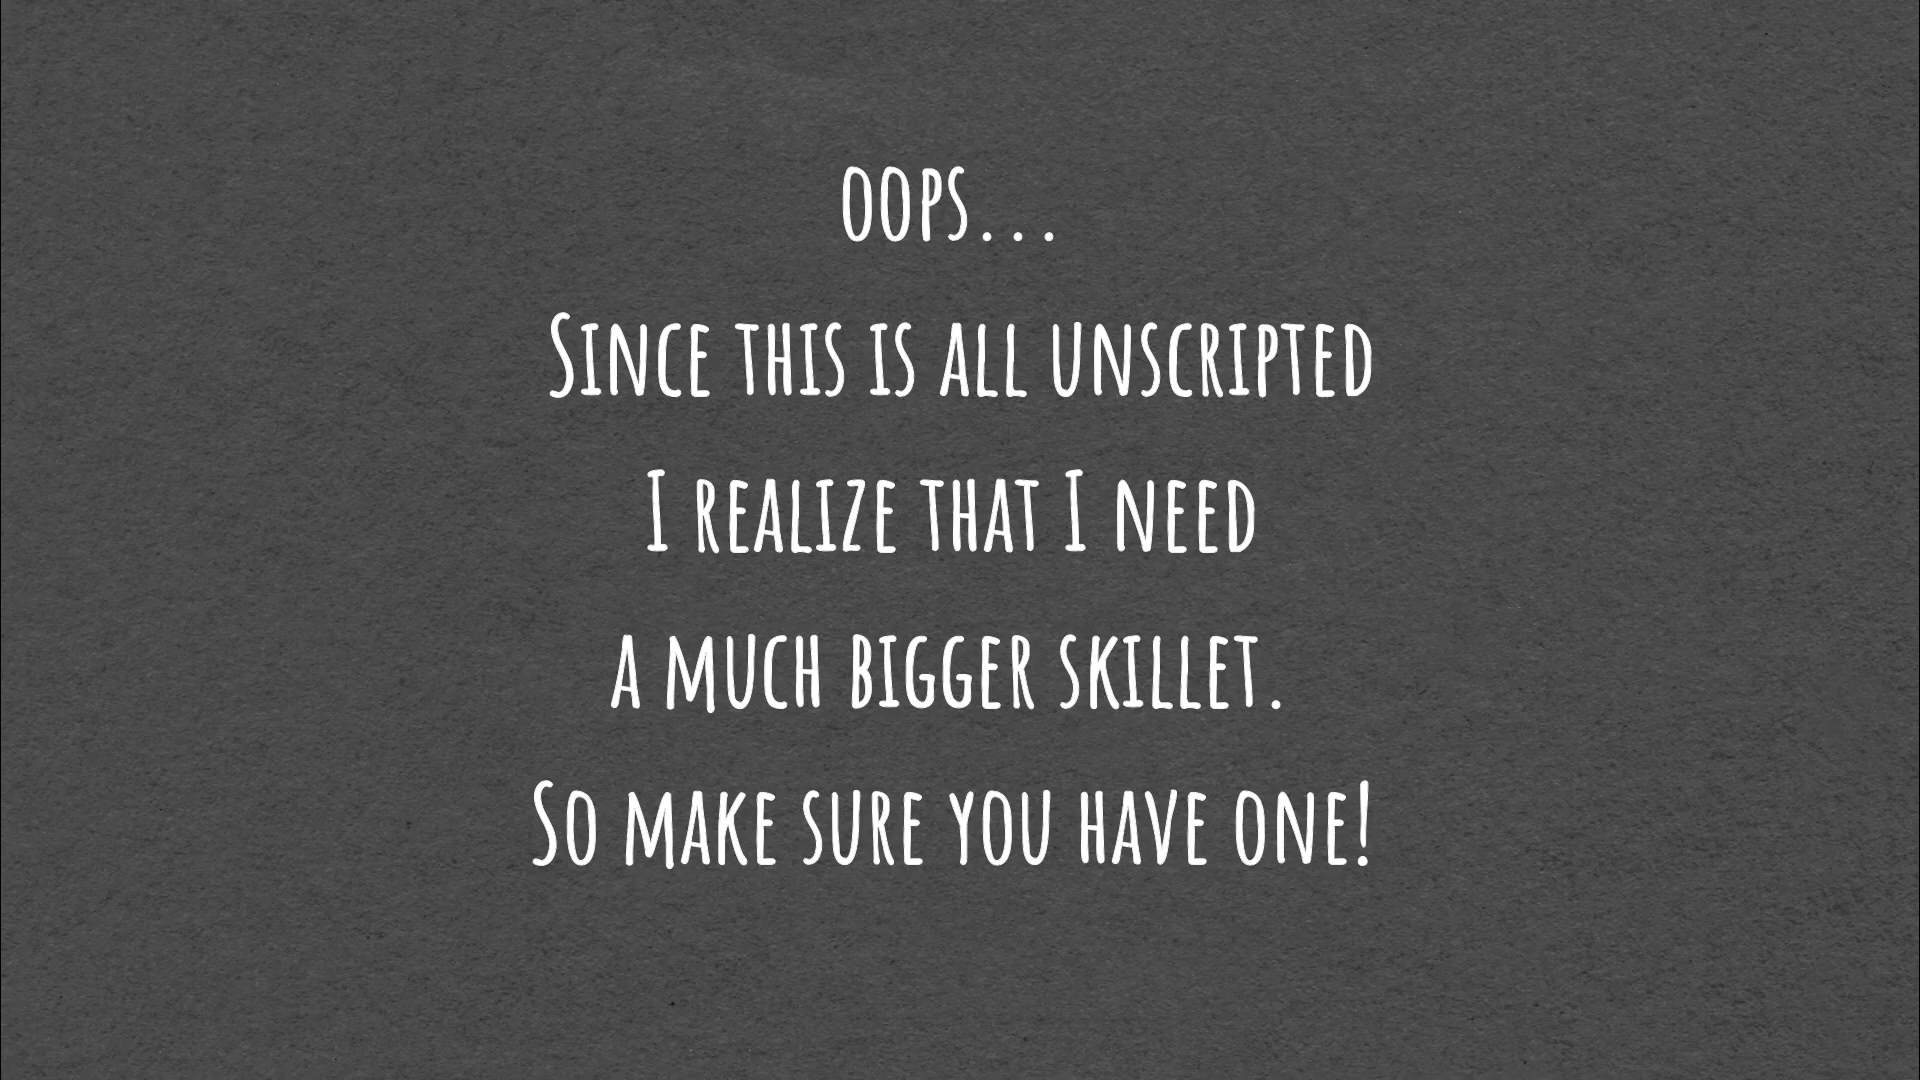 OOPS...
SINCE THIS IS ALL UNSCRIPTED
I REALIZE THAT I NEED
A MUCH BIGGER SKILLET.
SO MAKE SURE YOU HAVE ONE!